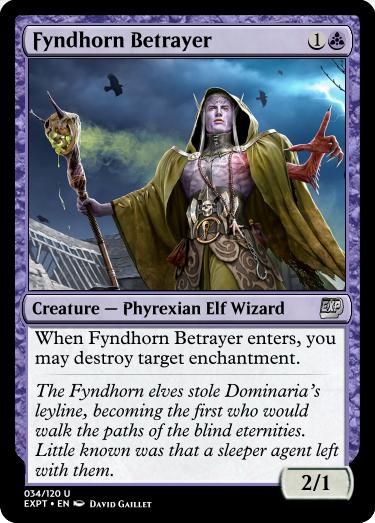 Fyndhorn Betrayer 1
Creature — Phyrexian Elf Wizard EXP
When Fyndhorn Betrayer enters, you
may destroy target enchantment.
The Fyndhorn elves stole Dominaria's
leyline, becoming the first who would
walk the paths of the blind eternities.
Little known was that a sleeper agent left
with them.
2/1
034/120 U
EXPT • EN David Gaillet